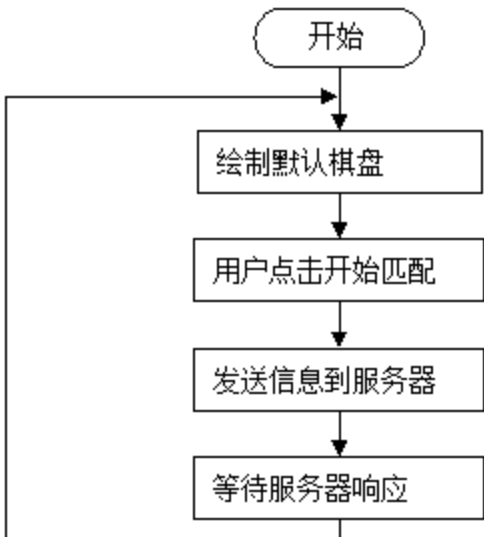 开始
绘制默认棋盘
用户点击开始匹配
发送信息到服务器
等待服务器响应